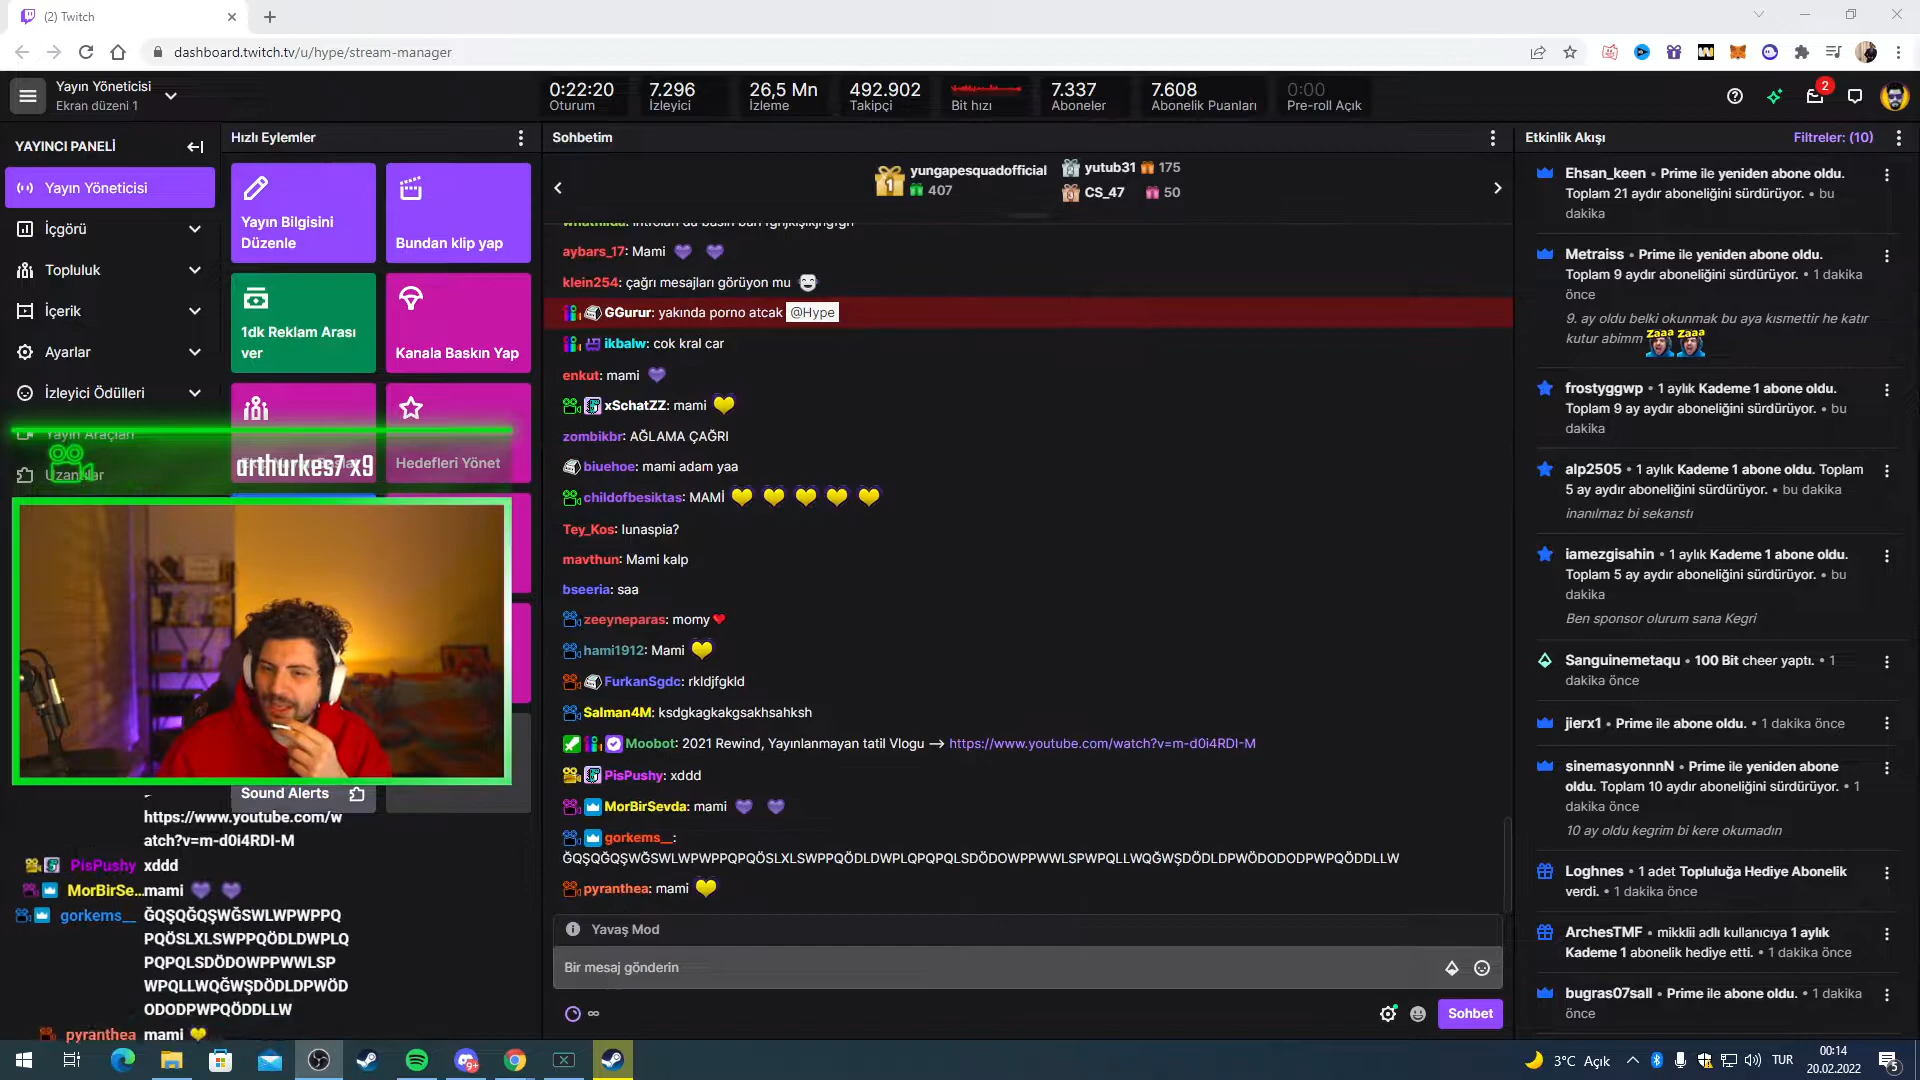 (2) Twitch
dashboard.twitch.tv/u/hype/stream-manager
Yayın Yöneticisi
Ekran düzeni 1
0:22:20
Oturum
7.296
İzleyici
26,5 Mn
İzleme
492.902
Takipçi
Bit hızı
7.337
Aboneler
7.608
Abonelik Puanları
0:00
Pre-roll Açık
2
YAYINCI PANELİ
Yayın Yöneticisi
İçgörü
Topluluk
İçerik
Ayarlar
İzleyici Ödülleri
Yayın Araçları
Uzantılar
Hızlı Eylemler
Yayın Bilgisini
Düzenle
Bundan klip yap
1dk Reklam Arası
ver
Kanala Baskın Yap
Hedefleri Yönet
arthurkes7 x9
Sound Alerts
https://www.youtube.com/w
atch?v=m-d0i4RDI-M
PisPushy xddd
MorBirSe... mami
gorkems__ ĞQŞQĞQŞWĞSWLWPWPPQ
PQÖSLXLSWPPQÖDLDWPLQ
PQPQLSDÖDOWPPWWLSP
WPQLLWQĞWŞDÖDLDPWÖD
ODODPWPQÖDDLLW
pyranthea mami
Sohbetim
1
yungapesquadofficial
407
yutub31 175
CS_47 50
aybars_17: Mami
klein254: çağrı mesajları görüyon mu
GGurur: yakında porno atcak @Hype
ikbalw: cok kral car
enkut: mami
xSchatZZ: mami
zombikbr: AĞLAMA ÇAĞRI
biuehoe: mami adam yaa
childofbesiktas: MAMİ
Tey_Kos: lunaspia?
mavthun: Mami kalp
bseeria: saa
zeeyneparas: momy
hami1912: Mami
FurkanSgdc: rkldjfgkld
Salman4M: ksdgkagkakgsakhsahksh
Moobot: 2021 Rewind, Yayınlanmayan tatil Vlogu —> https://www.youtube.com/watch?v=m-d0i4RDI-M
PisPushy: xddd
MorBirSevda: mami
gorkems__:
ĞQŞQĞQŞWĞSWLWPWPPQPQÖSLXLSWPPQÖDLDWPLQPQPQLSDÖDOWPPWWLSPWPQLLWQĞWŞDÖDLDPWÖDODODPWPQÖDDLLW
pyranthea: mami
Yavaş Mod
Bir mesaj gönderin
Sohbet
Etkinlik Akışı
Filtreler: (10)
Ehsan_keen • Prime ile yeniden abone oldu.
Toplam 21 aydır aboneliğini sürdürüyor. • bu
dakika
Metraiss • Prime ile yeniden abone oldu.
Toplam 9 aydır aboneliğini sürdürüyor. • 1 dakika
önce
9. ay oldu belki okunmak bu aya kısmettir he katır
kutur abimm Zaaa Zaaa
frostyggwp • 1 aylık Kademe 1 abone oldu.
Toplam 9 ay aydır aboneliğini sürdürüyor. • bu
dakika
alp2505 • 1 aylık Kademe 1 abone oldu. Toplam
5 ay aydır aboneliğini sürdürüyor. • bu dakika
inanılmaz bi sekanstı
iamezgisahin • 1 aylık Kademe 1 abone oldu.
Toplam 5 ay aydır aboneliğini sürdürüyor. • bu
dakika
Ben sponsor olurum sana Kegri
Sanguinemetaqu • 100 Bit cheer yaptı. • 1
dakika önce
jierx1 • Prime ile abone oldu. • 1 dakika önce
sinemasyonnnN • Prime ile yeniden abone
oldu. Toplam 10 aydır aboneliğini sürdürüyor. • 1
dakika önce
10 ay oldu kegrim bi kere okumadın
Loghnes • 1 adet Topluluğa Hediye Abonelik
verdi. • 1 dakika önce
ArchesTMF • mikklii adlı kullanıcıya 1 aylık
Kademe 1 abonelik hediye etti. • 1 dakika önce
bugras07sall • Prime ile abone oldu. • 1 dakika
önce
3°C Açık
TUR
00:14
20.02.2022
5